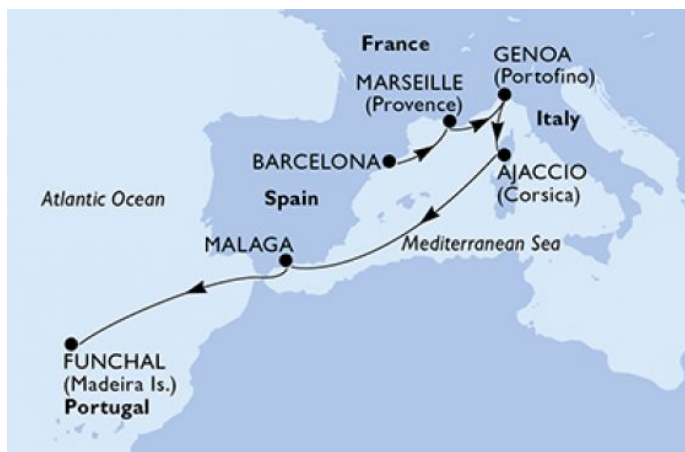 France
GENOA
(Portofino)
MARSEILLE
(Provence)
Italy
BARCELONA
AJACCIO
(Corsica)
Atlantic Ocean
Spain
MALAGA
Mediterranean Sea
FUNCHAL
(Madeira Is.)
Portugal